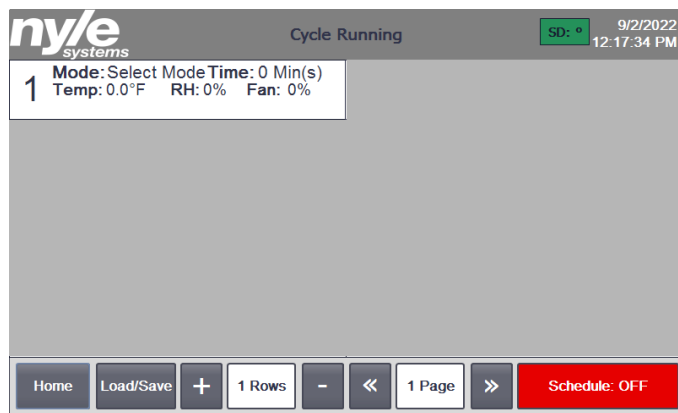 nyle
systems
Cycle Running
SD: °
9/2/2022
12:17:34 PM
1
Mode: Select Mode Time: 0 Min(s)
Temp: 0.0°F RH: 0% Fan: 0%
Home
Load/Save
+
1 Rows
-
«
1 Page
»
Schedule: OFF